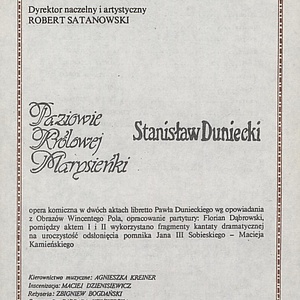 Dyrektor naczelny i artystyczny
ROBERT SATANOWSKI
Paziowie
Królowej
Marysieńki
Stanisław Duniecki
opera komiczna w dwóch aktach libretto Pawła Dunieckiego wg opowiadania
z Obrazów Wincentego Pola, opracowanie partytury: Florian Dąbrowski,
pomiędzy aktem I i II wykorzystano fragmenty kantaty dramatycznej
na uroczystość odsłonięcia pomnika Jana III Sobieskiego – Macieja
Kamieńskiego
Kierownictwo muzyczne: AGNIESZKA KREINER
Inscenizacja: MACIEJ DZIENISIEWICZ
Reżyseria: ZBIGNIEW BOGDAŃSKI